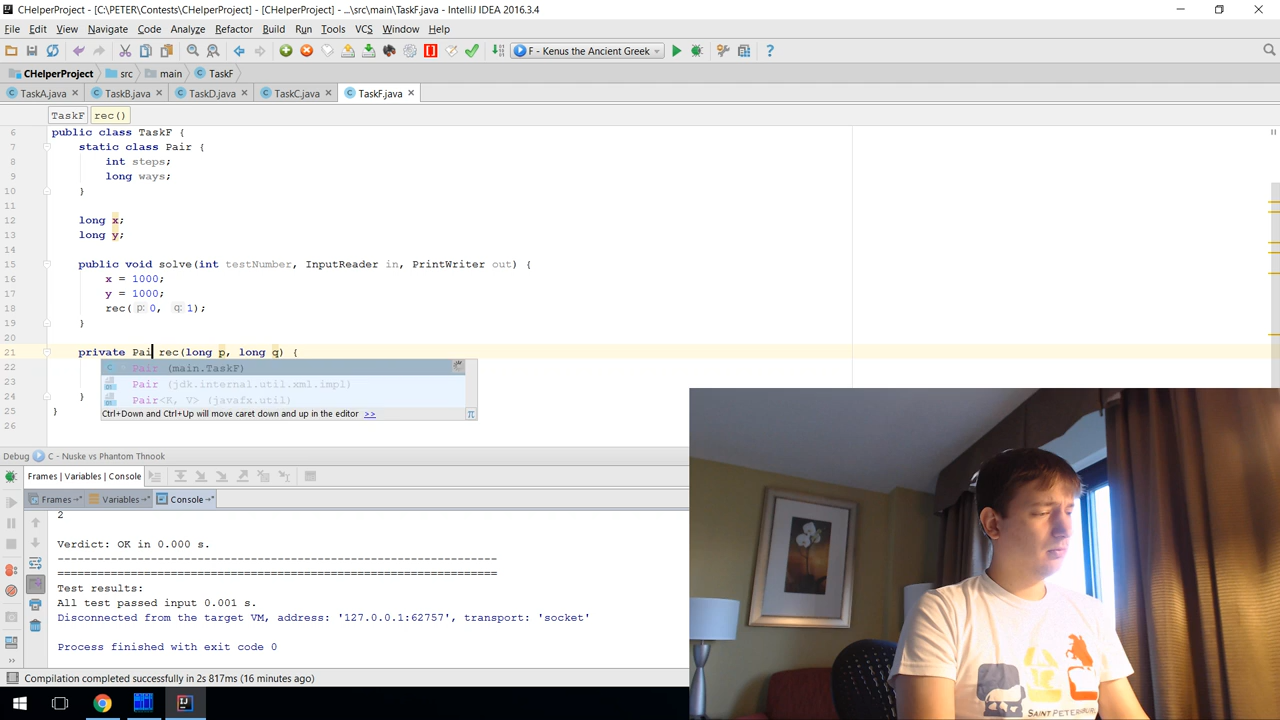 CHelperProject - [C:\PETER\Contests\CHelperProject] - [CHelperProject] - ...\src\main\TaskF.java - IntelliJ IDEA 2016.3.4
File Edit View Navigate Code Analyze Refactor Build Run Tools VCS Window Help
F - Kenus the Ancient Greek
CHelperProject src main TaskF
TaskA.java TaskB.java TaskD.java TaskC.java TaskF.java
TaskF rec()
6 public class TaskF {
7 static class Pair {
8 int steps;
9 long ways;
10 }
11
12 long x;
13 long y;
14
15 public void solve(int testNumber, InputReader in, PrintWriter out) {
16 x = 1000;
17 y = 1000;
18 rec( p: 0, q: 1);
19 }
20
21 private Pai rec(long p, long q) {
22 Pair (main.TaskF)
23 Pair (jdk.internal.util.xml.impl)
24 } Pair<K, V> (javafx.util)
25 } Ctrl+Down and Ctrl+Up will move caret down and up in the editor >>
26
Debug C - Nuske vs Phantom Thnook
Frames | Variables | Console
Frames Variables Console
2
Verdict: OK in 0.000 s.
------------------------------------------------------------------
==================================================================
Test results:
All test passed input 0.001 s.
Disconnected from the target VM, address: '127.0.0.1:62757', transport: 'socket'
Process finished with exit code 0
Compilation completed successfully in 2s 817ms (16 minutes ago)